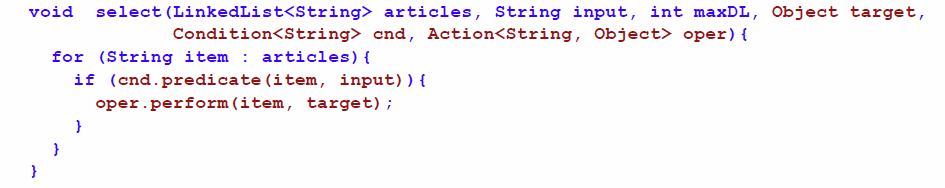 void  select(LinkedList<String> articles, String input, int maxDL, Object target,
Condition<String> cnd, Action<String, Object> oper){
for (String item : articles){
if (cnd.predicate(item, input)){
oper.perform(item, target);
}
}
}